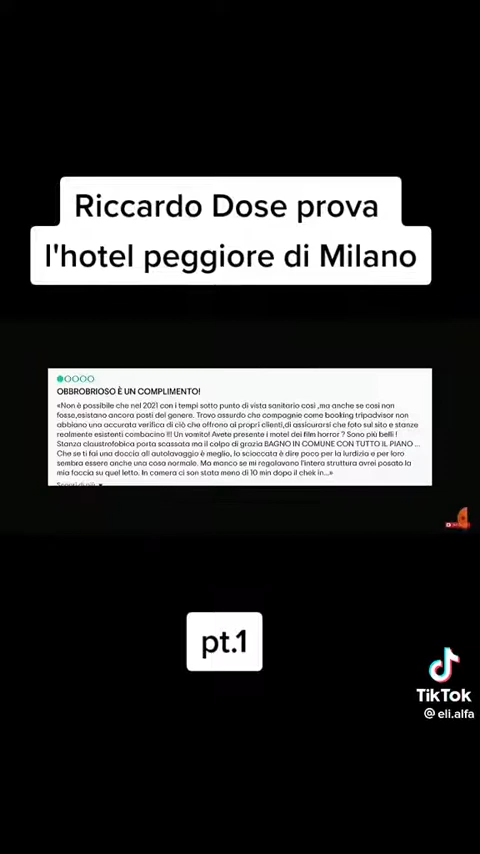 Riccardo Dose prova
l'hotel peggiore di Milano
OBBROBRIOSO È UN COMPLIMENTO!
«Non è possibile che nel 2021 con i tempi sotto punto di vista sanitario così ,ma anche se cosi non
fosse,esistano ancora posti del genere. Trovo assurdo che compagnie come booking tripadvisor non
abbiano una accurata verifica di ciò che offrono ai propri clienti,di assicurarsi che foto sul sito e stanze
realmente esistenti combacino !!! Un vomito! Avete presente i motel dei film horror ? Sono più belli !
Stanza claustrofobica porta scassata ma il colpo di grazia BAGNO IN COMUNE CON TUTTO IL PIANO ...
Che se ti fai una doccia all autolavaggio è meglio, lo scioccata è dire poco per la lurdizia e per loro
sembra essere anche una cosa normale. Ma manco se mi regalavano l'intera struttura avrei posato la
mia faccia su quel letto. In camera ci son stata meno di 10 min dopo il chek in...»
Scopri di più
pt.1
TikTok
@eli.alfa